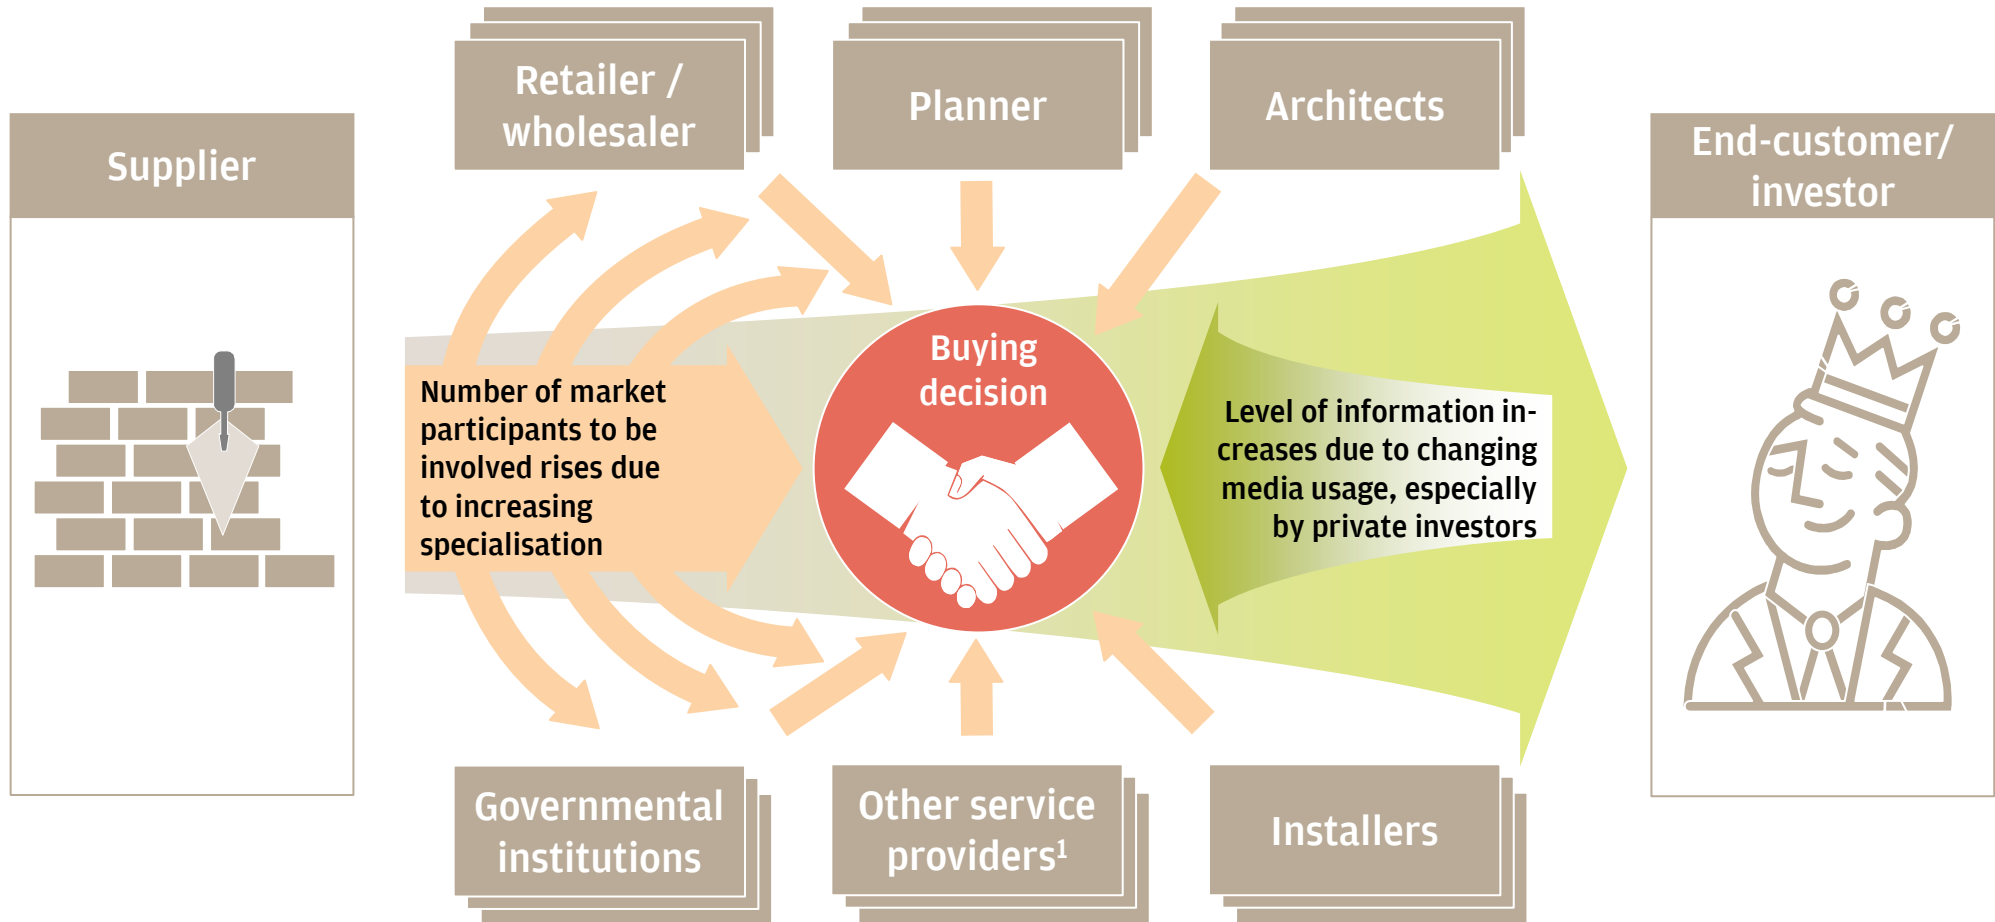 Retailer /
wholesaler
Planner
Architects
Supplier
End-customer/
investor
Buying
decision
Number of market
participants to be
involved rises due
to increasing
specialisation
Level of information in-
creases due to changing
media usage, especially
by private investors
Governmental
institutions
Other service
providers¹
Installers